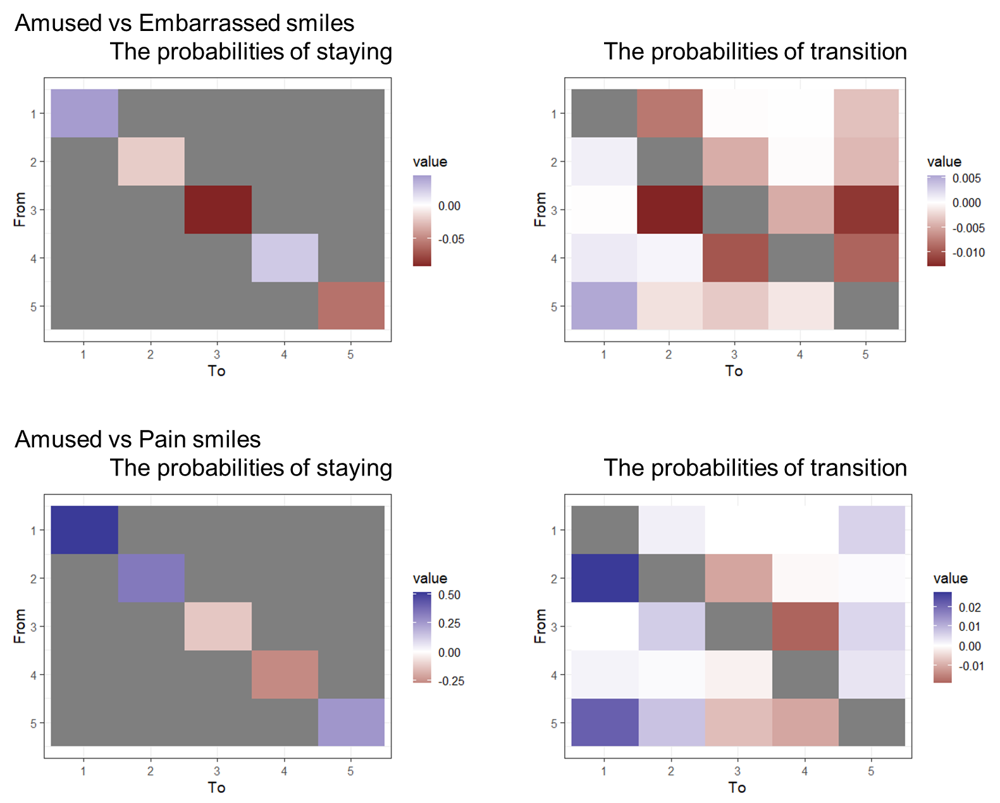 Amused vs Embarrassed smiles
The probabilities of staying
The probabilities of transition
1
2
3
4
5
From
1 2 3 4 5
To
value
0.00
-0.05
1
2
3
4
5
From
1 2 3 4 5
To
value
0.005
0.000
-0.005
-0.010
Amused vs Pain smiles
The probabilities of staying
The probabilities of transition
1
2
3
4
5
From
1 2 3 4 5
To
value
0.50
0.25
0.00
-0.25
1
2
3
4
5
From
1 2 3 4 5
To
value
0.02
0.01
0.00
-0.01